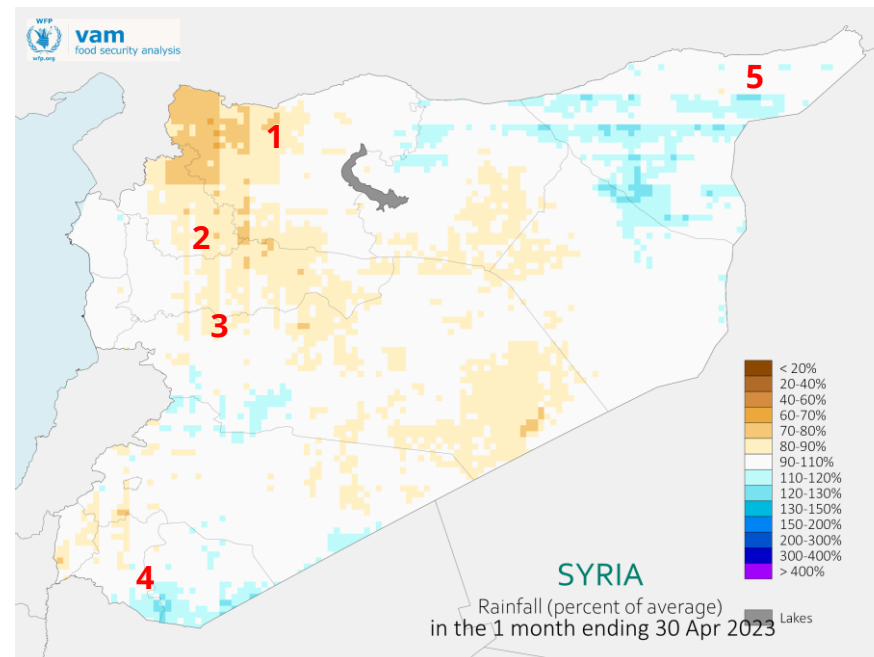 WFP
wfp.org
vam
food security analysis
5
1
2
3
4
< 20%
20-40%
40-60%
60-70%
70-80%
80-90%
90-110%
110-120%
120-130%
130-150%
150-200%
200-300%
300-400%
> 400%
Lakes
SYRIA
Rainfall (percent of average)
in the 1 month ending 30 Apr 2023